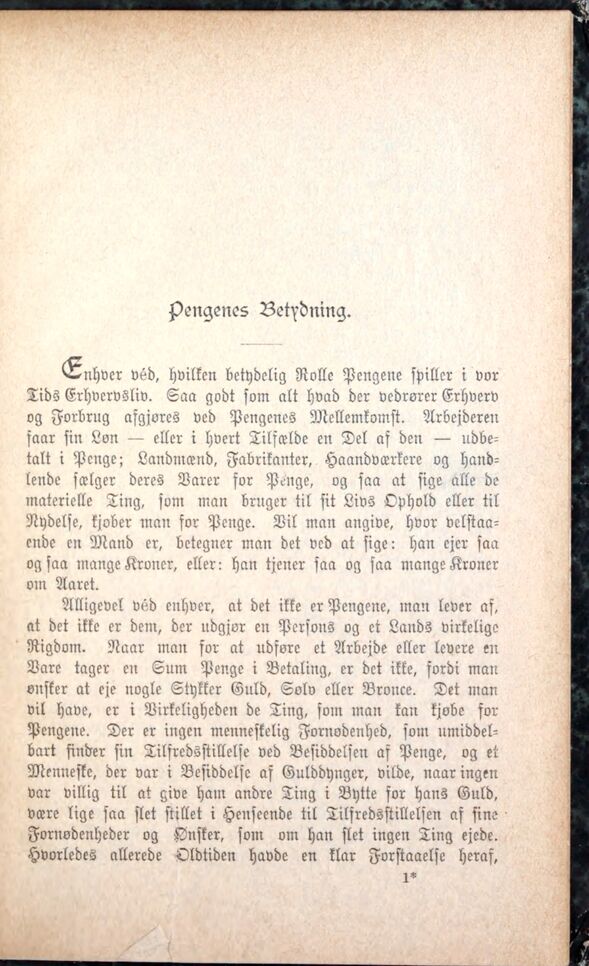 Pengenes Betydning.
Enhver véd, hvilken betydelig Rolle Pengene spiller i vor
Tids Erhvervsliv. Saa godt som alt hvad der vedrører Erhverv
og Forbrug afgjøres ved Pengenes Mellemkomst. Arbejderen
faar sin Løn — eller i hvert Tilfælde en Del af den — udbe-
talt i Penge; Landmænd, Fabrikanter, Haandværkere og hand-
lende sælger deres Varer for Penge, og saa at sige alle de
materielle Ting, som man bruger til sit Livs Ophold eller til
Nydelse, kjøber man for Penge. Vil man angive, hvor velstaa-
ende en Mand er, betegner man det ved at sige: han ejer saa
og saa mange Kroner, eller: han tjener saa og saa mange Kroner
om Aaret.
Alligevel véd enhver, at det ikke er Pengene, man lever af,
at det ikke er dem, der udgjør en Persons og et Lands virkelige
Rigdom. Naar man for at udføre et Arbejde eller levere en
Vare tager en Sum Penge i Betaling, er det ikke, fordi man
ønsker at eje nogle Stykker Guld, Sølv eller Bronce. Det man
vil have, er i Virkeligheden de Ting, som man kan kjøbe for
Pengene. Der er ingen menneskelig Fornødenhed, som umiddel-
bart finder sin Tilfredsstillelse ved Besiddelsen af Penge, og et
Menneske, der var i Besiddelse af Gulddynger, vilde, naar ingen
var villig til at give ham andre Ting i Bytte for hans Guld,
være lige saa slet stillet i Henseende til Tilfredsstillelsen af sine
Fornødenheder og Ønsker, som om han slet ingen Ting ejede.
Hvorledes allerede Oldtiden havde en klar Forstaaelse heraf,
1*